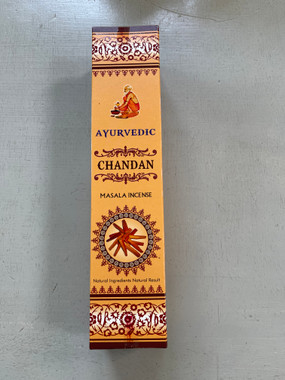 AYURVEDIC
CHANDAN
MASALA INCENSE
Natural Ingredients Natural Result